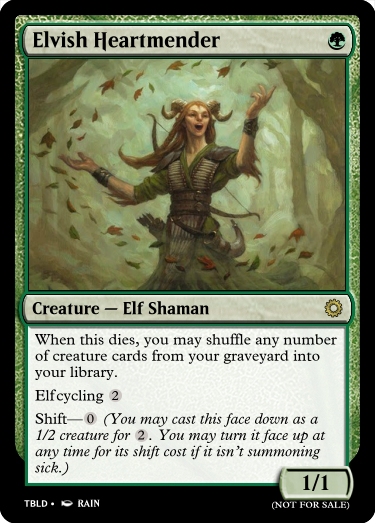 Elvish Heartmender
Creature — Elf Shaman
When this dies, you may shuffle any number
of creature cards from your graveyard into
your library.
Elfcycling 2
Shift—0 (You may cast this face down as a
1/2 creature for 2. You may turn it face up at
any time for its shift cost if it isn't summoning
sick.)
1/1
TBLD • RAIN
(NOT FOR SALE)